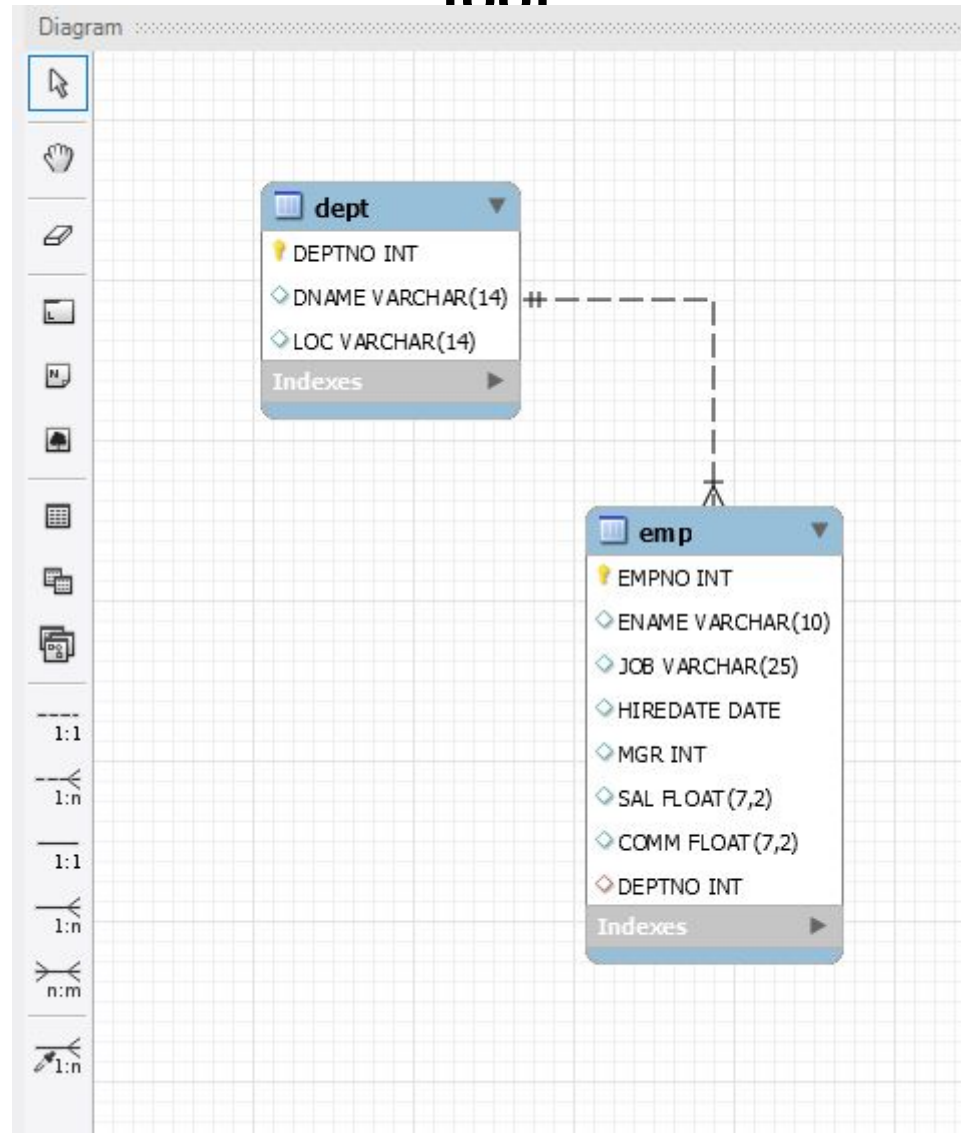 Diagram
dept
DEPTNO INT
DNAME VARCHAR(14)
LOC VARCHAR(14)
Indexes
emp
EMPNO INT
ENAME VARCHAR(10)
JOB VARCHAR(25)
HIREDATE DATE
MGR INT
SAL FLOAT(7,2)
COMM FLOAT(7,2)
DEPTNO INT
Indexes
1:1
1:n
1:1
1:n
n:m
1:n